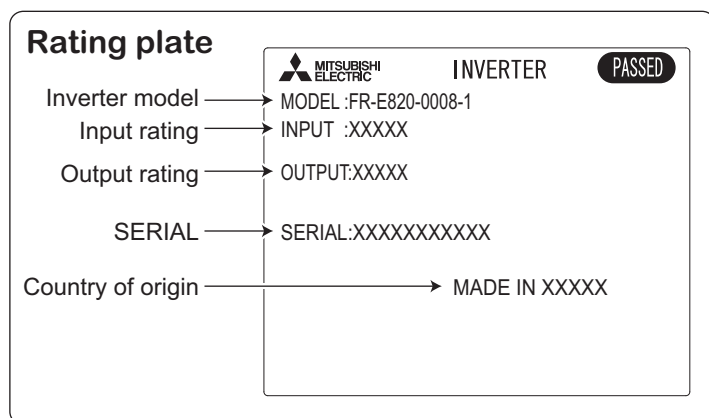 Rating plate
MITSUBISHI
ELECTRIC
INVERTER
PASSED
Inverter model
MODEL :FR-E820-0008-1
Input rating
INPUT :XXXXX
Output rating
OUTPUT:XXXXX
SERIAL
SERIAL:XXXXXXXXXXX
Country of origin
MADE IN XXXXX